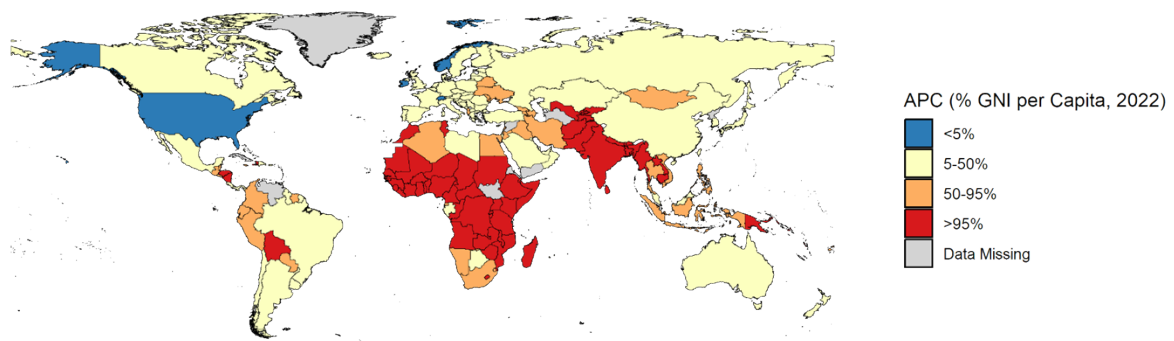 APC (% GNI per Capita, 2022)
<5%
5-50%
50-95%
>95%
Data Missing